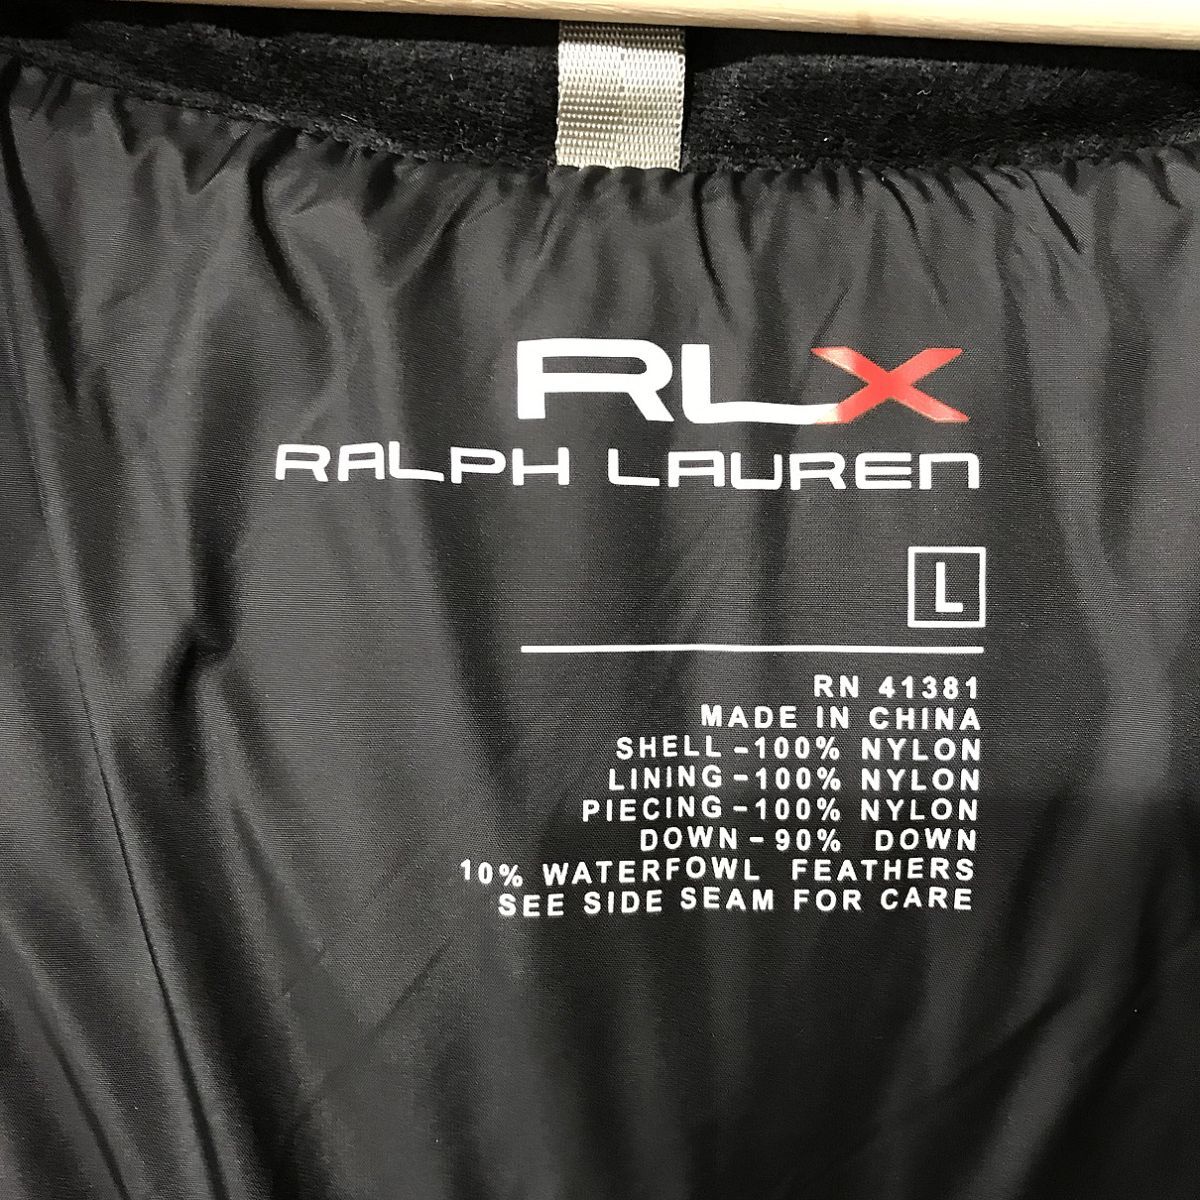 RLX
RALPH LAUREN
L
RN 41381
MADE IN CHINA
SHELL -100% NYLON
LINING -100% NYLON
PIECING -100% NYLON
DOWN - 90% DOWN
10% WATERFOWL FEATHERS
SEE SIDE SEAM FOR CARE